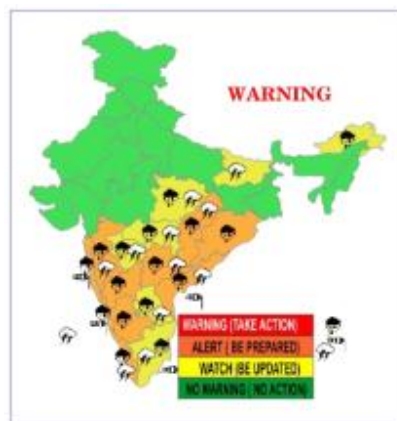 WARNING
WARNING (TAKE ACTION)
ALERT ( BE PREPARED)
WATCH (BE UPDATED)
NO WARNING ( NO ACTION)